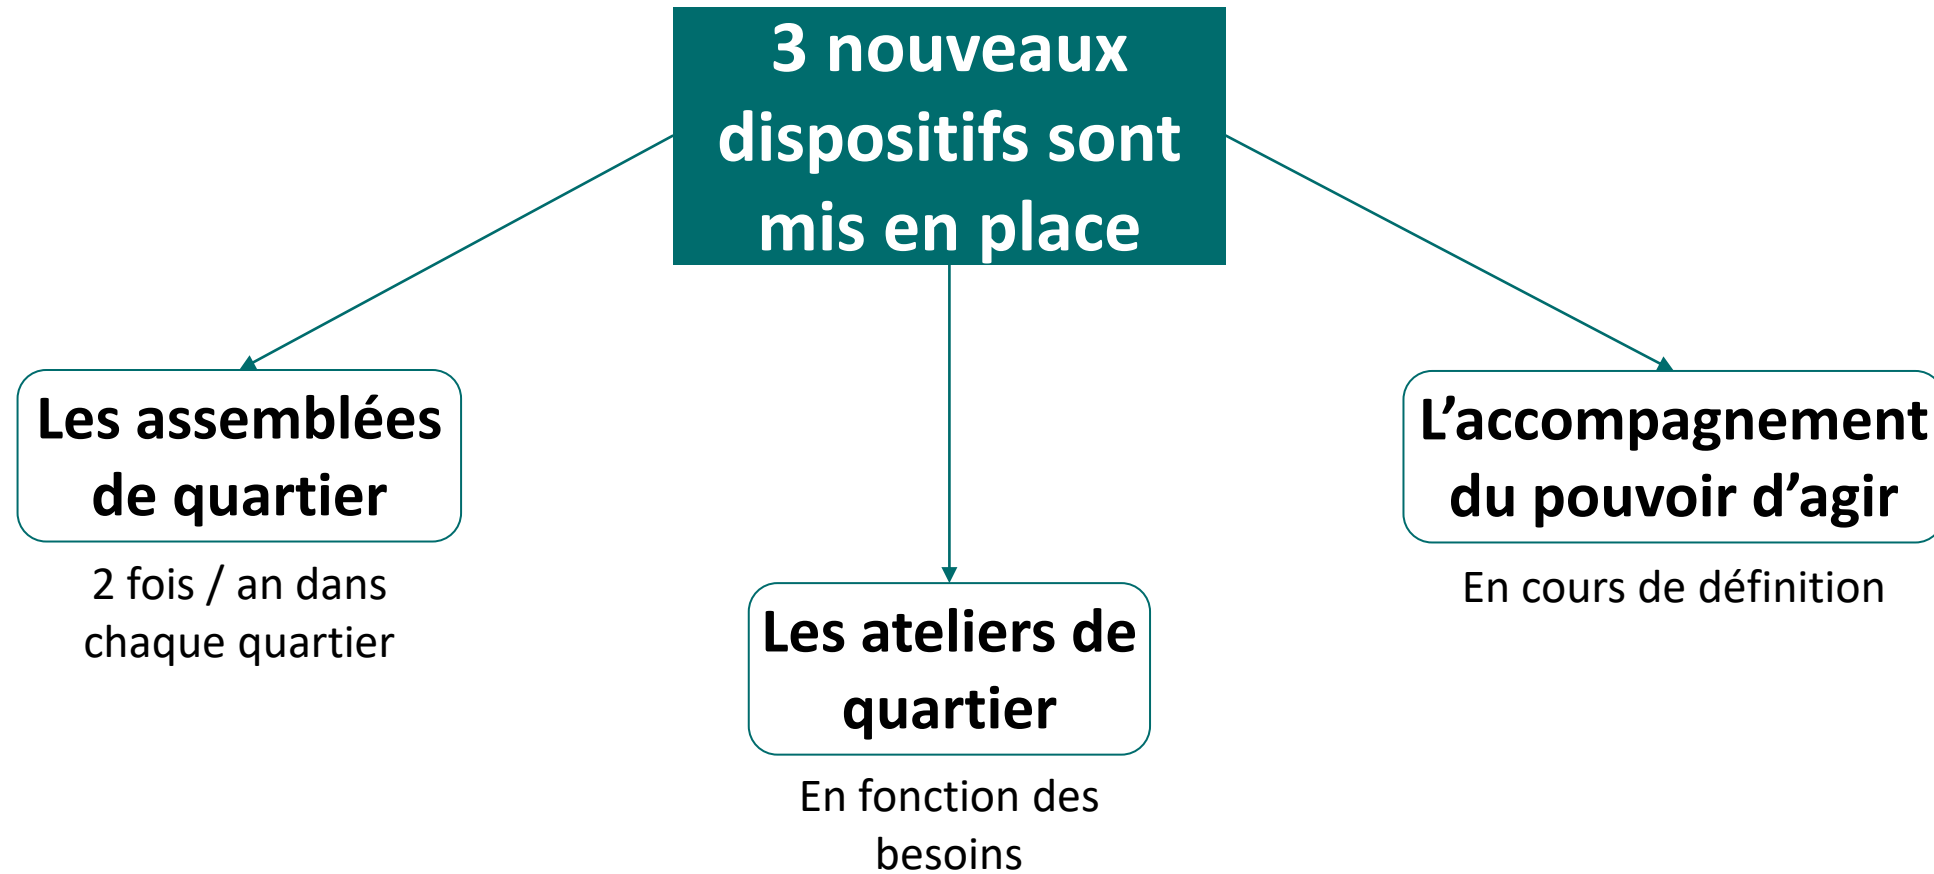 3 nouveaux
dispositifs sont
mis en place
Les assemblées
de quartier
2 fois / an dans
chaque quartier
Les ateliers de
quartier
En fonction des
besoins
L’accompagnement
du pouvoir d’agir
En cours de définition